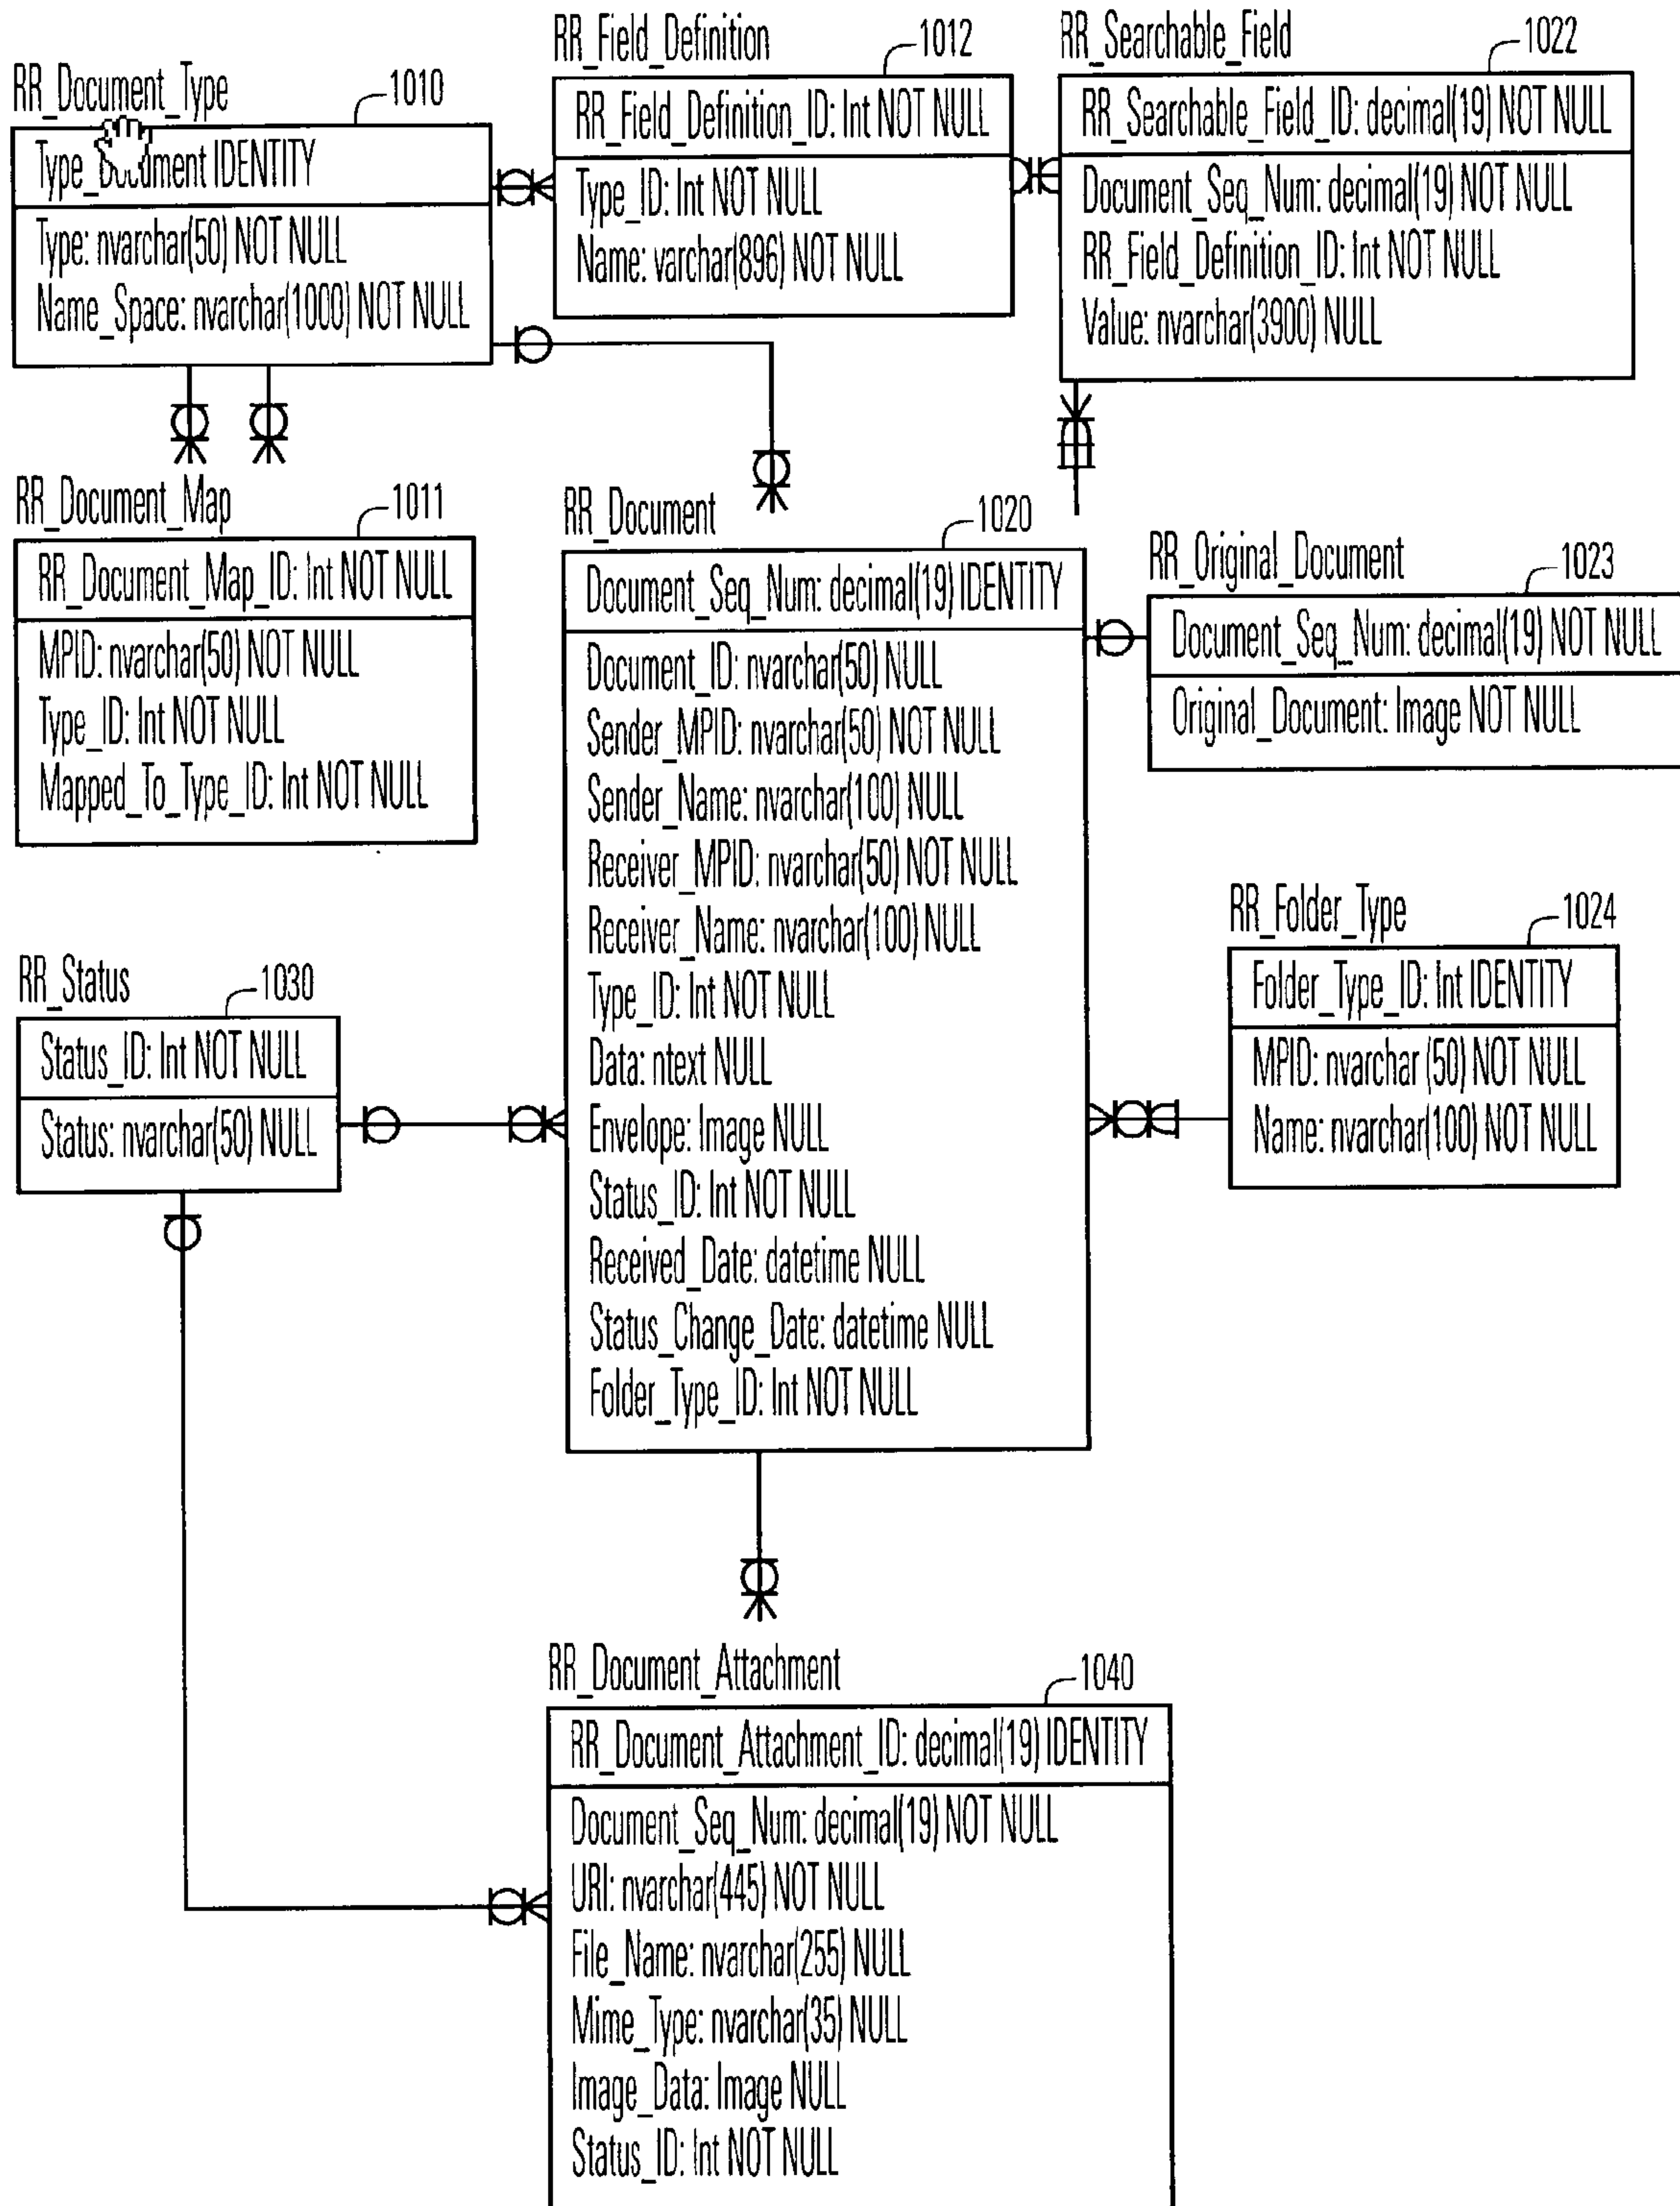 RR_Document_Type
1010
Type_Document IDENTITY
Type: nvarchar(50) NOT NULL
Name_Space: nvarchar(1000) NOT NULL
RR_Field_Definition
1012
RR_Field_Definition_ID: Int NOT NULL
Type_ID: Int NOT NULL
Name: varchar(896) NOT NULL
RR_Searchable_Field
1022
RR_Searchable_Field_ID: decimal(19) NOT NULL
Document_Seq_Num: decimal(19) NOT NULL
RR_Field_Definition_ID: Int NOT NULL
Value: nvarchar(3900) NULL
RR_Document_Map
1011
RR_Document_Map_ID: Int NOT NULL
MPID: nvarchar(50) NOT NULL
Type_ID: Int NOT NULL
Mapped_To_Type_ID: Int NOT NULL
RR_Document
1020
Document_Seq_Num: decimal(19) IDENTITY
Document_ID: nvarchar(50) NULL
Sender_MPID: nvarchar(50) NOT NULL
Sender_Name: nvarchar(100) NULL
Receiver_MPID: nvarchar(50) NOT NULL
Receiver_Name: nvarchar(100) NULL
Type_ID: Int NOT NULL
Data: ntext NULL
Envelope: Image NULL
Status_ID: Int NOT NULL
Received_Date: datetime NULL
Status_Change_Date: datetime NULL
Folder_Type_ID: Int NOT NULL
RR_Original_Document
1023
Document_Seq_Num: decimal(19) NOT NULL
Original_Document: Image NOT NULL
RR_Folder_Type
1024
Folder_Type_ID: Int IDENTITY
MPID: nvarchar (50) NOT NULL
Name: nvarchar(100) NOT NULL
RR_Status
1030
Status_ID: Int NOT NULL
Status: nvarchar(50) NULL
RR_Document_Attachment
1040
RR_Document_Attachment_ID: decimal(19) IDENTITY
Document_Seq_Num: decimal(19) NOT NULL
URI: nvarchar(445) NOT NULL
File_Name: nvarchar(255) NULL
Mime_Type: nvarchar(35) NULL
Image_Data: Image NULL
Status_ID: Int NOT NULL